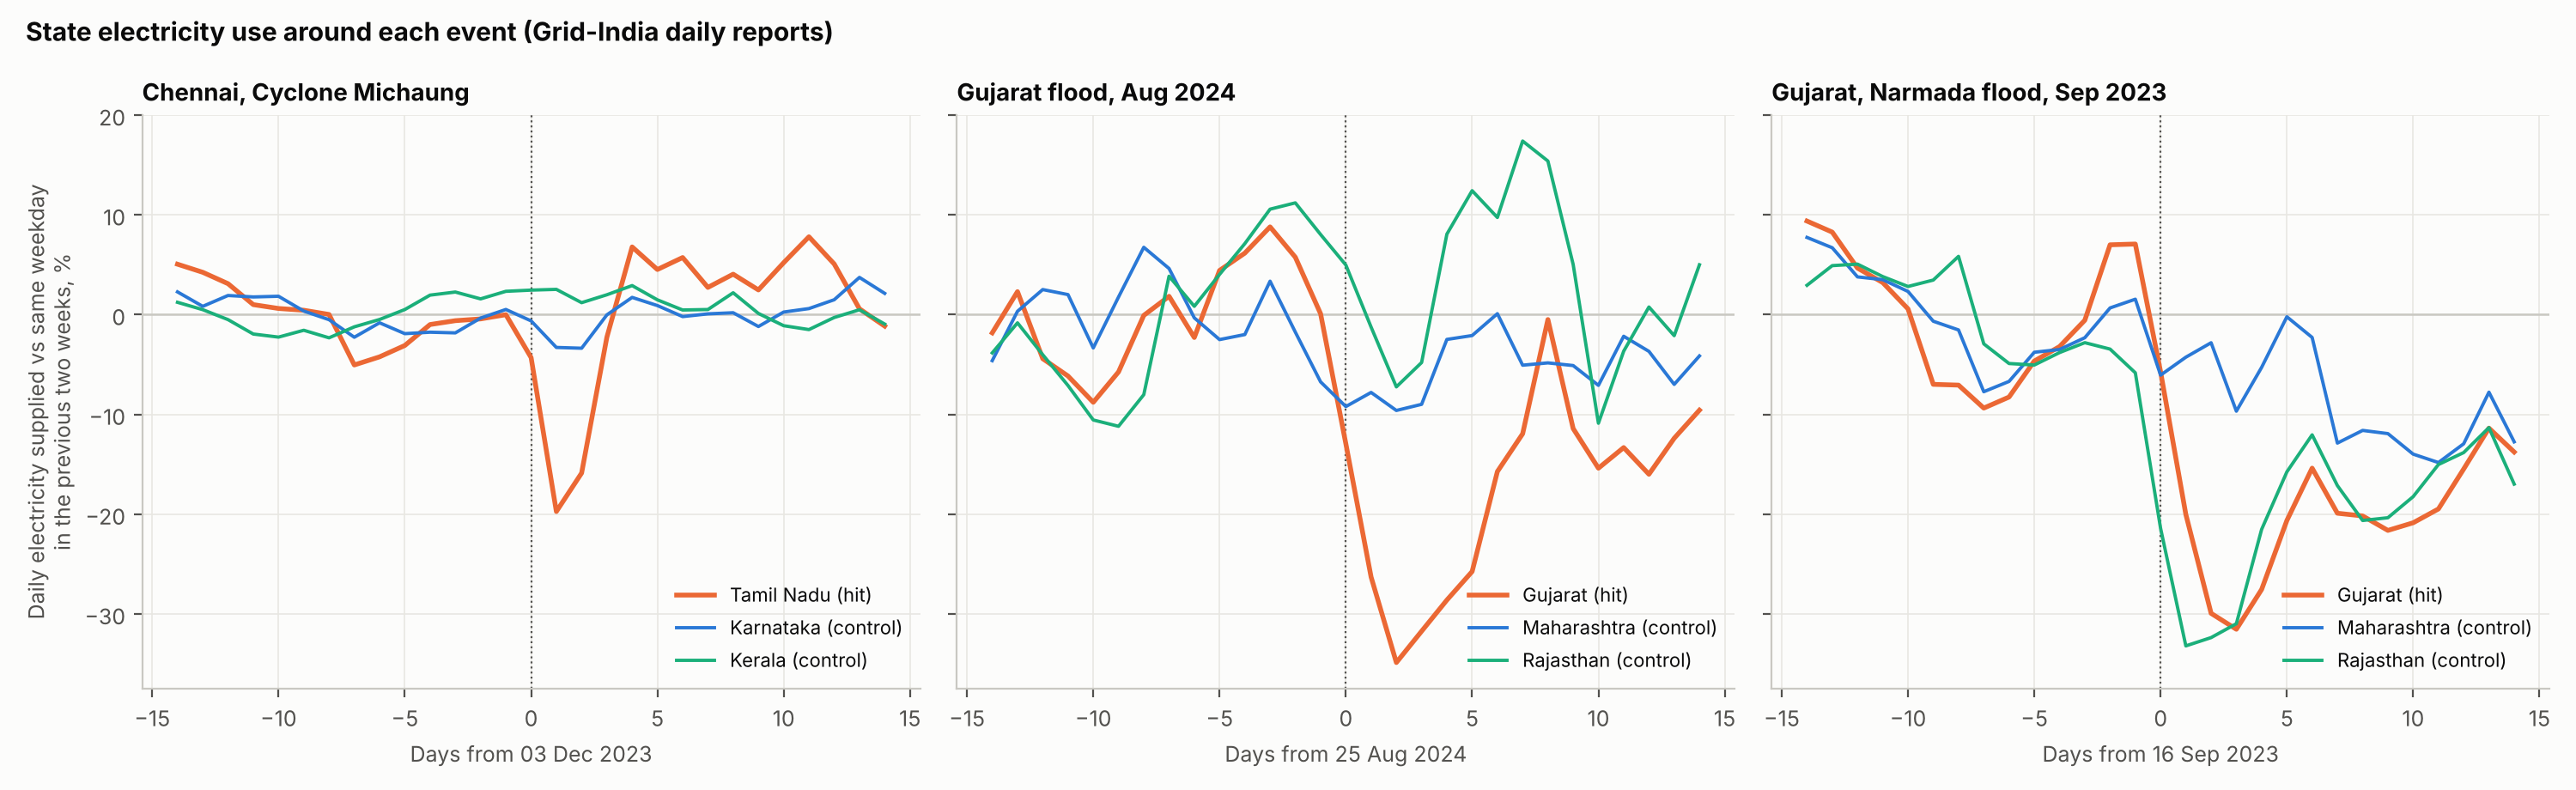 State electricity use around each event (Grid-India daily reports)
Chennai, Cyclone Michaung
Daily electricity supplied vs same weekday
in the previous two weeks, %
20
10
0
−10
−20
−30
Tamil Nadu (hit)
Karnataka (control)
Kerala (control)
−15 −10 −5 0 5 10 15
Days from 03 Dec 2023
Gujarat flood, Aug 2024
Gujarat (hit)
Maharashtra (control)
Rajasthan (control)
−15 −10 −5 0 5 10 15
Days from 25 Aug 2024
Gujarat, Narmada flood, Sep 2023
Gujarat (hit)
Maharashtra (control)
Rajasthan (control)
−15 −10 −5 0 5 10 15
Days from 16 Sep 2023